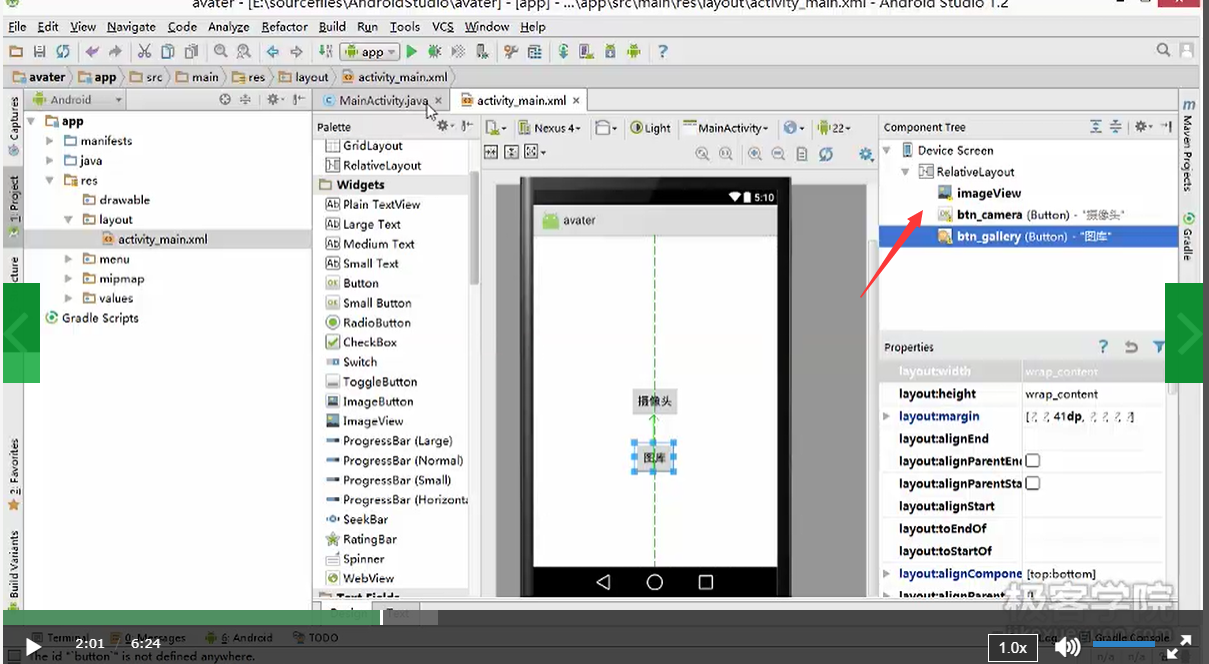 avater - [E:\sourcefiles\AndroidStudio\avater] - [app] - ...\app\src\main\res\layout\activity_main.xml - Android Studio 1.2
File Edit View Navigate Code Analyze Refactor Build Run Tools VCS Window Help
app
avater app src main res layout activity_main.xml
Captures
1: Project
2: Favorites
Build Variants
Android
app
manifests
java
res
drawable
layout
activity_main.xml
menu
mipmap
values
Gradle Scripts
MainActivity.java
activity_main.xml
Palette
GridLayout
RelativeLayout
Widgets
Plain TextView
Large Text
Medium Text
Small Text
Button
Small Button
RadioButton
CheckBox
Switch
ToggleButton
ImageButton
ImageView
ProgressBar (Large)
ProgressBar (Normal)
ProgressBar (Small)
ProgressBar (Horizonta
SeekBar
RatingBar
Spinner
WebView
Text Fields
Design Text
Nexus 4 Light MainActivity 22
5:10
avater
摄像头
图库
Component Tree
Device Screen
RelativeLayout
imageView
btn_camera (Button) - "摄像头"
btn_gallery (Button) - "图库"
Properties
layout:width wrap_content
layout:height wrap_content
layout:margin [?, ?, 41dp, ?, ?, ?, ?]
layout:alignEnd
layout:alignParentEn
layout:alignParentSta
layout:alignStart
layout:toEndOf
layout:toStartOf
layout:alignCompone [top:bottom]
layout:alignParent
Maven Projects
Gradle
极客学院
Terminal 0: Messages 6: Android TODO
Gradle Console
2:01 6:24
1.0x
The id "button" is not defined anywhere.
n/a n/a